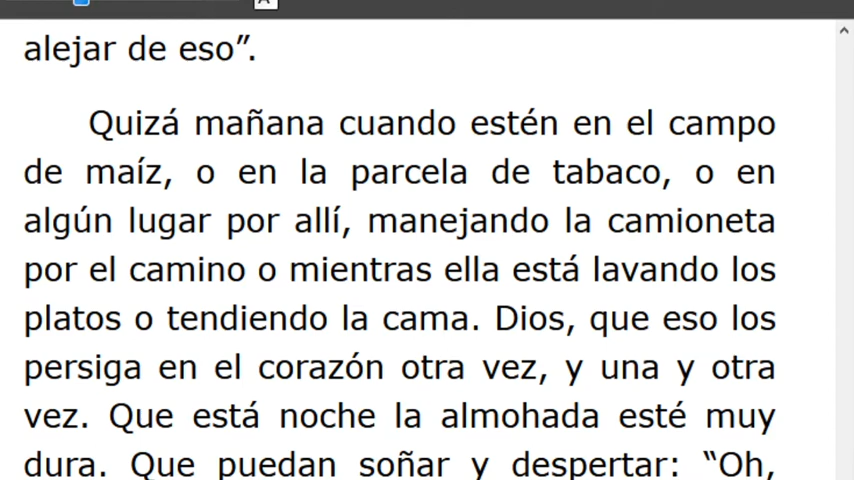 alejar de eso”.
Quizá mañana cuando estén en el campo
de maíz, o en la parcela de tabaco, o en
algún lugar por allí, manejando la camioneta
por el camino o mientras ella está lavando los
platos o tendiendo la cama. Dios, que eso los
persiga en el corazón otra vez, y una y otra
vez. Que está noche la almohada esté muy
dura. Que puedan soñar y despertar: “Oh,